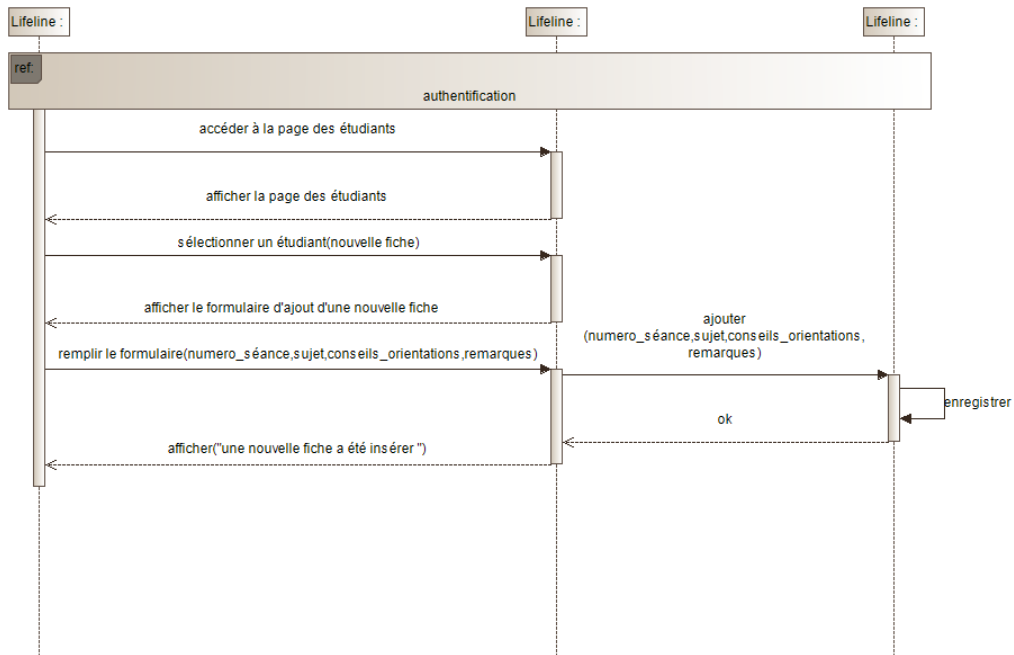 Lifeline :
Lifeline :
Lifeline :
ref:
authentification
accéder à la page des étudiants
afficher la page des étudiants
sélectionner un étudiant(nouvelle fiche)
afficher le formulaire d'ajout d'une nouvelle fiche
ajouter
(numero_séance,sujet,conseils_orientations,
remarques)
remplir le formulaire(numero_séance,sujet,conseils_orientations,remarques)
enregistrer
ok
afficher("une nouvelle fiche a été insérer ")